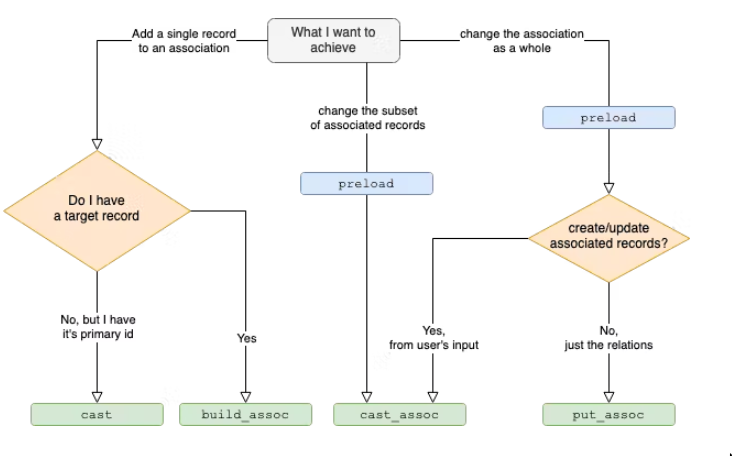 What I want to
achieve
Add a single record
to an association
change the association
as a whole
change the subset
of associated records
preload
preload
Do I have
a target record
create/update
associated records?
No, but I have
it's primary id
Yes
Yes,
from user's input
No,
just the relations
cast
build_assoc
cast_assoc
put_assoc